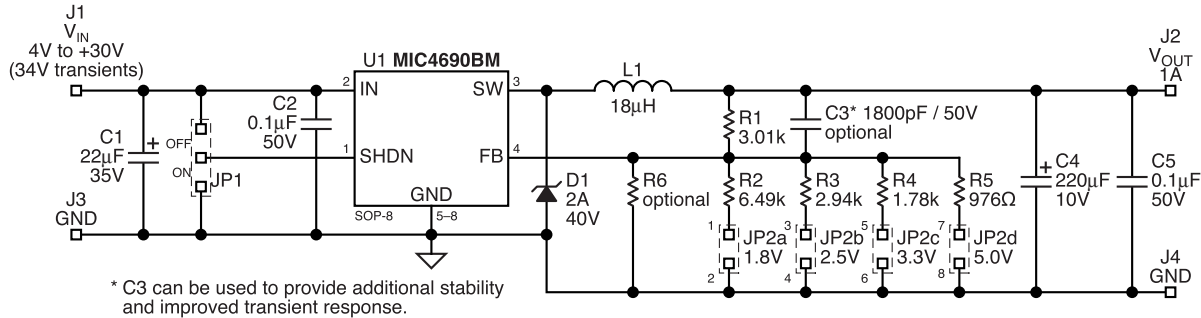 J1
VIN
4V to +30V
(34V transients)
U1 MIC4690BM
J2
VOUT
1A
2
IN
SW
3
L1
18µH
C1
22µF
35V
+
OFF
ON
JP1
C2
0.1µF
50V
1
SHDN
FB
4
GND
SOP-8
5–8
R1
3.01k
C3* 1800pF / 50V
optional
D1
2A
40V
R6
optional
R2
6.49k
R3
2.94k
R4
1.78k
R5
976Ω
+
C4
220µF
10V
C5
0.1µF
50V
J3
GND
1
JP2a
1.8V
2
3
JP2b
2.5V
4
5
JP2c
3.3V
6
7
JP2d
5.0V
8
J4
GND
* C3 can be used to provide additional stability
and improved transient response.